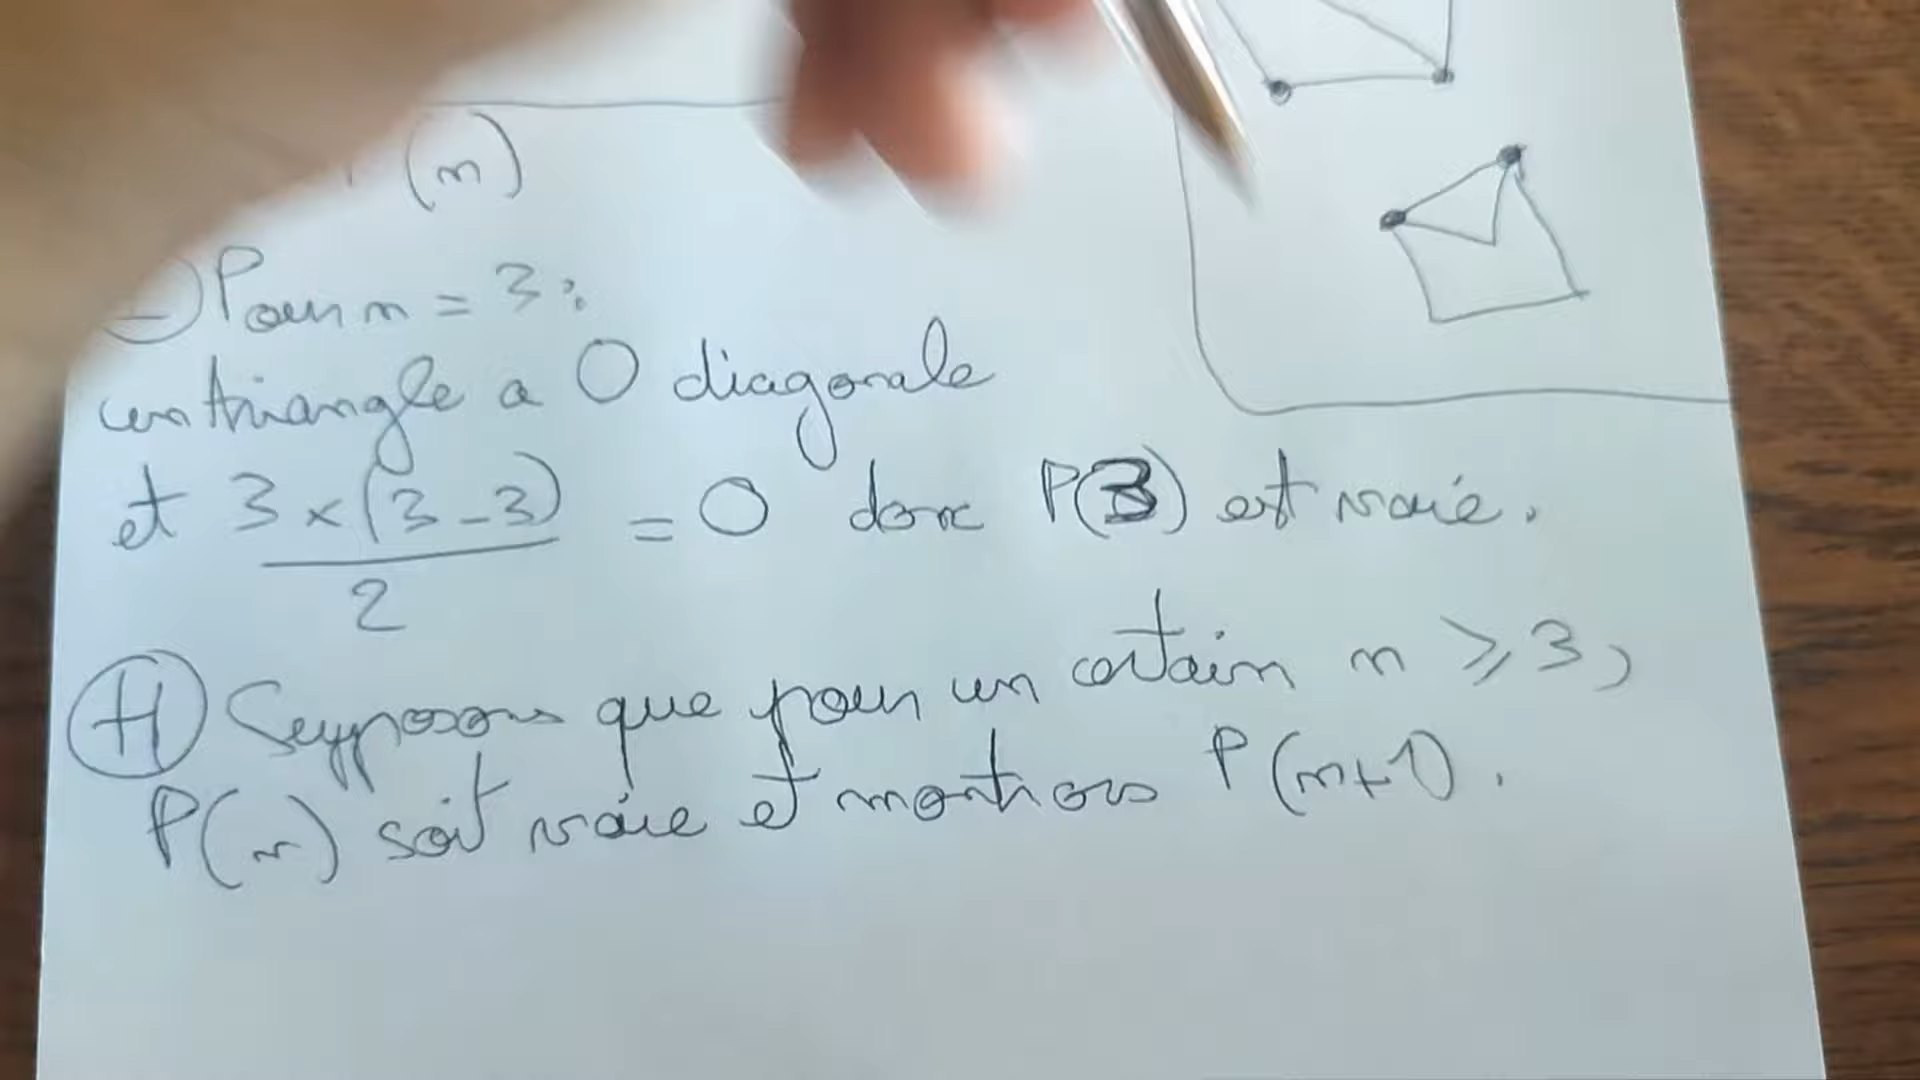 (n)
Pour n = 3 :
un triangle a 0 diagonale
et 3 × (3 - 3) / 2 = 0 donc P(3) est vraie.
(H) Supposons que pour un certain n ⩾ 3,
P(n) soit vraie et montrons P(n+1).